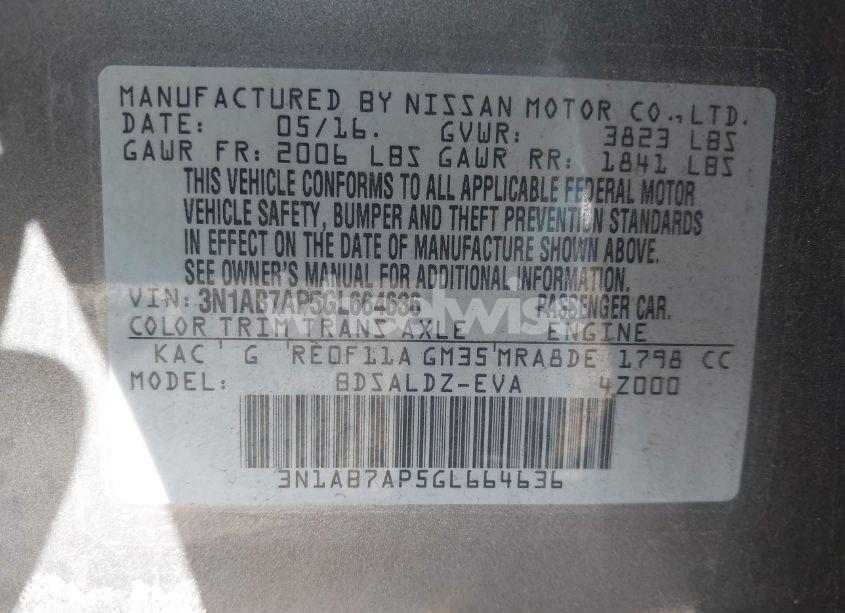 MANUFACTURED BY NISSAN MOTOR CO.,LTD.
DATE: 05/16. GVWR: 3823 LBS
GAWR FR: 2006 LBS GAWR RR: 1841 LBS
THIS VEHICLE CONFORMS TO ALL APPLICABLE FEDERAL MOTOR
VEHICLE SAFETY, BUMPER AND THEFT PREVENTION STANDARDS
IN EFFECT ON THE DATE OF MANUFACTURE SHOWN ABOVE.
SEE OWNER'S MANUAL FOR ADDITIONAL INFORMATION.
VIN: 3N1AB7AP5GL664636 PASSENGER CAR.
COLOR TRIM TRANS AXLE ENGINE
KAC G RE0F11A GM35 MRA8DE 1798 CC
MODEL: BDSALDZ-EVA 4Z000
3N1AB7AP5GL664636